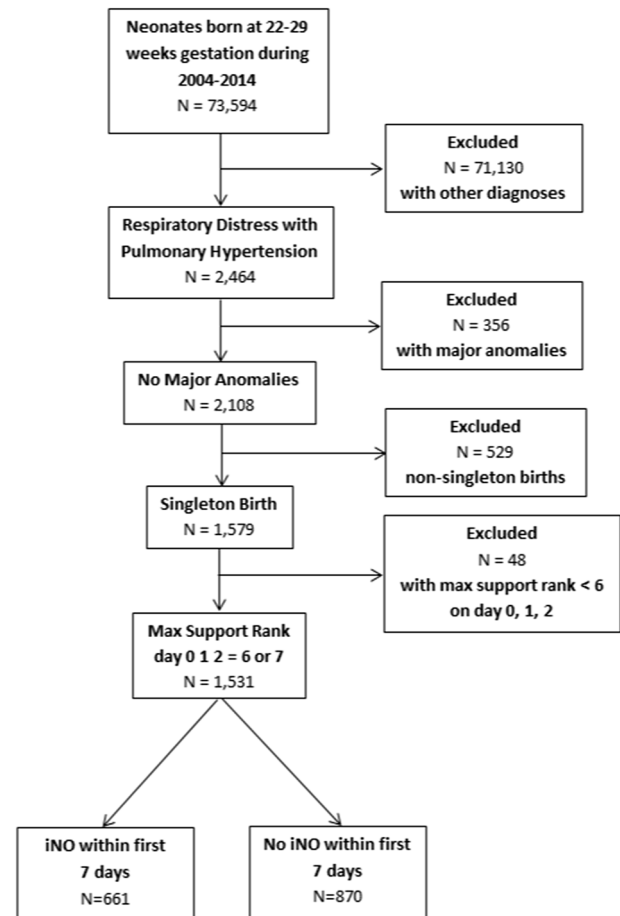 Neonates born at 22-29
weeks gestation during
2004-2014
N = 73,594
Excluded
N = 71,130
with other diagnoses
Respiratory Distress with
Pulmonary Hypertension
N = 2,464
Excluded
N = 356
with major anomalies
No Major Anomalies
N = 2,108
Excluded
N = 529
non-singleton births
Singleton Birth
N = 1,579
Excluded
N = 48
with max support rank < 6
on day 0, 1, 2
Max Support Rank
day 0 1 2 = 6 or 7
N = 1,531
iNO within first
7 days
N=661
No iNO within first
7 days
N=870